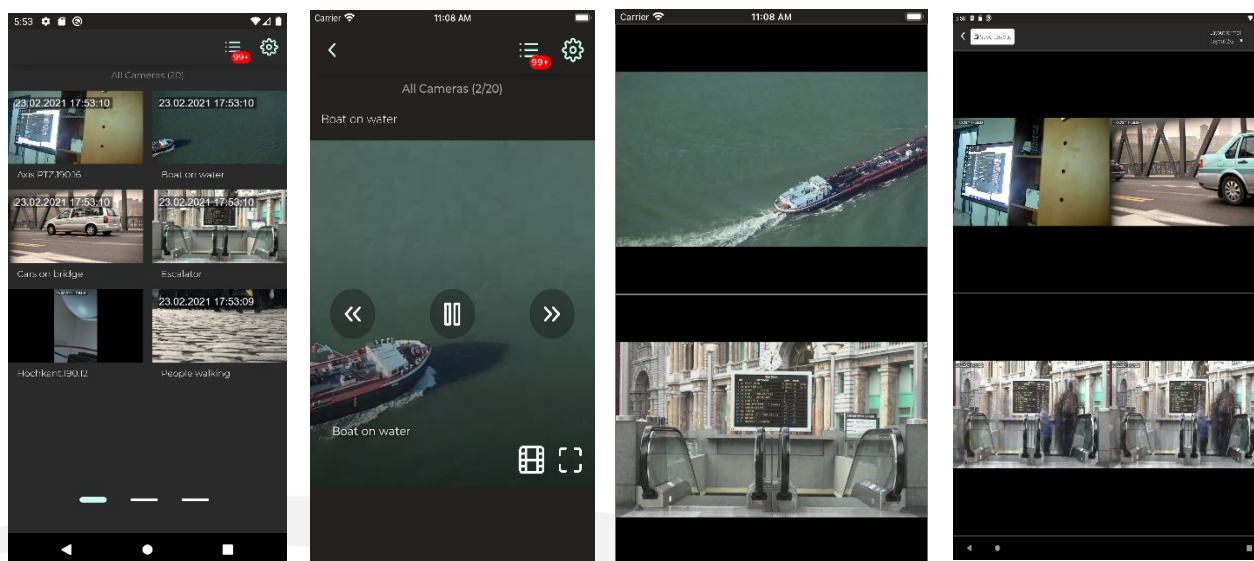 5:53
99+
All Cameras (20)
23.02.2021 17:53:10
23.02.2021 17:53:10
Axis PTZ.190.16
Boat on water
23.02.2021 17:53:10
23.02.2021 17:53:10
Cars on bridge
Escalator
23.02.2021 17:53:09
Hochkant.190.12
People walking
Carrier
11:08 AM
99+
All Cameras (2/20)
Boat on water
Boat on water
Carrier
11:08 AM
Save Layout